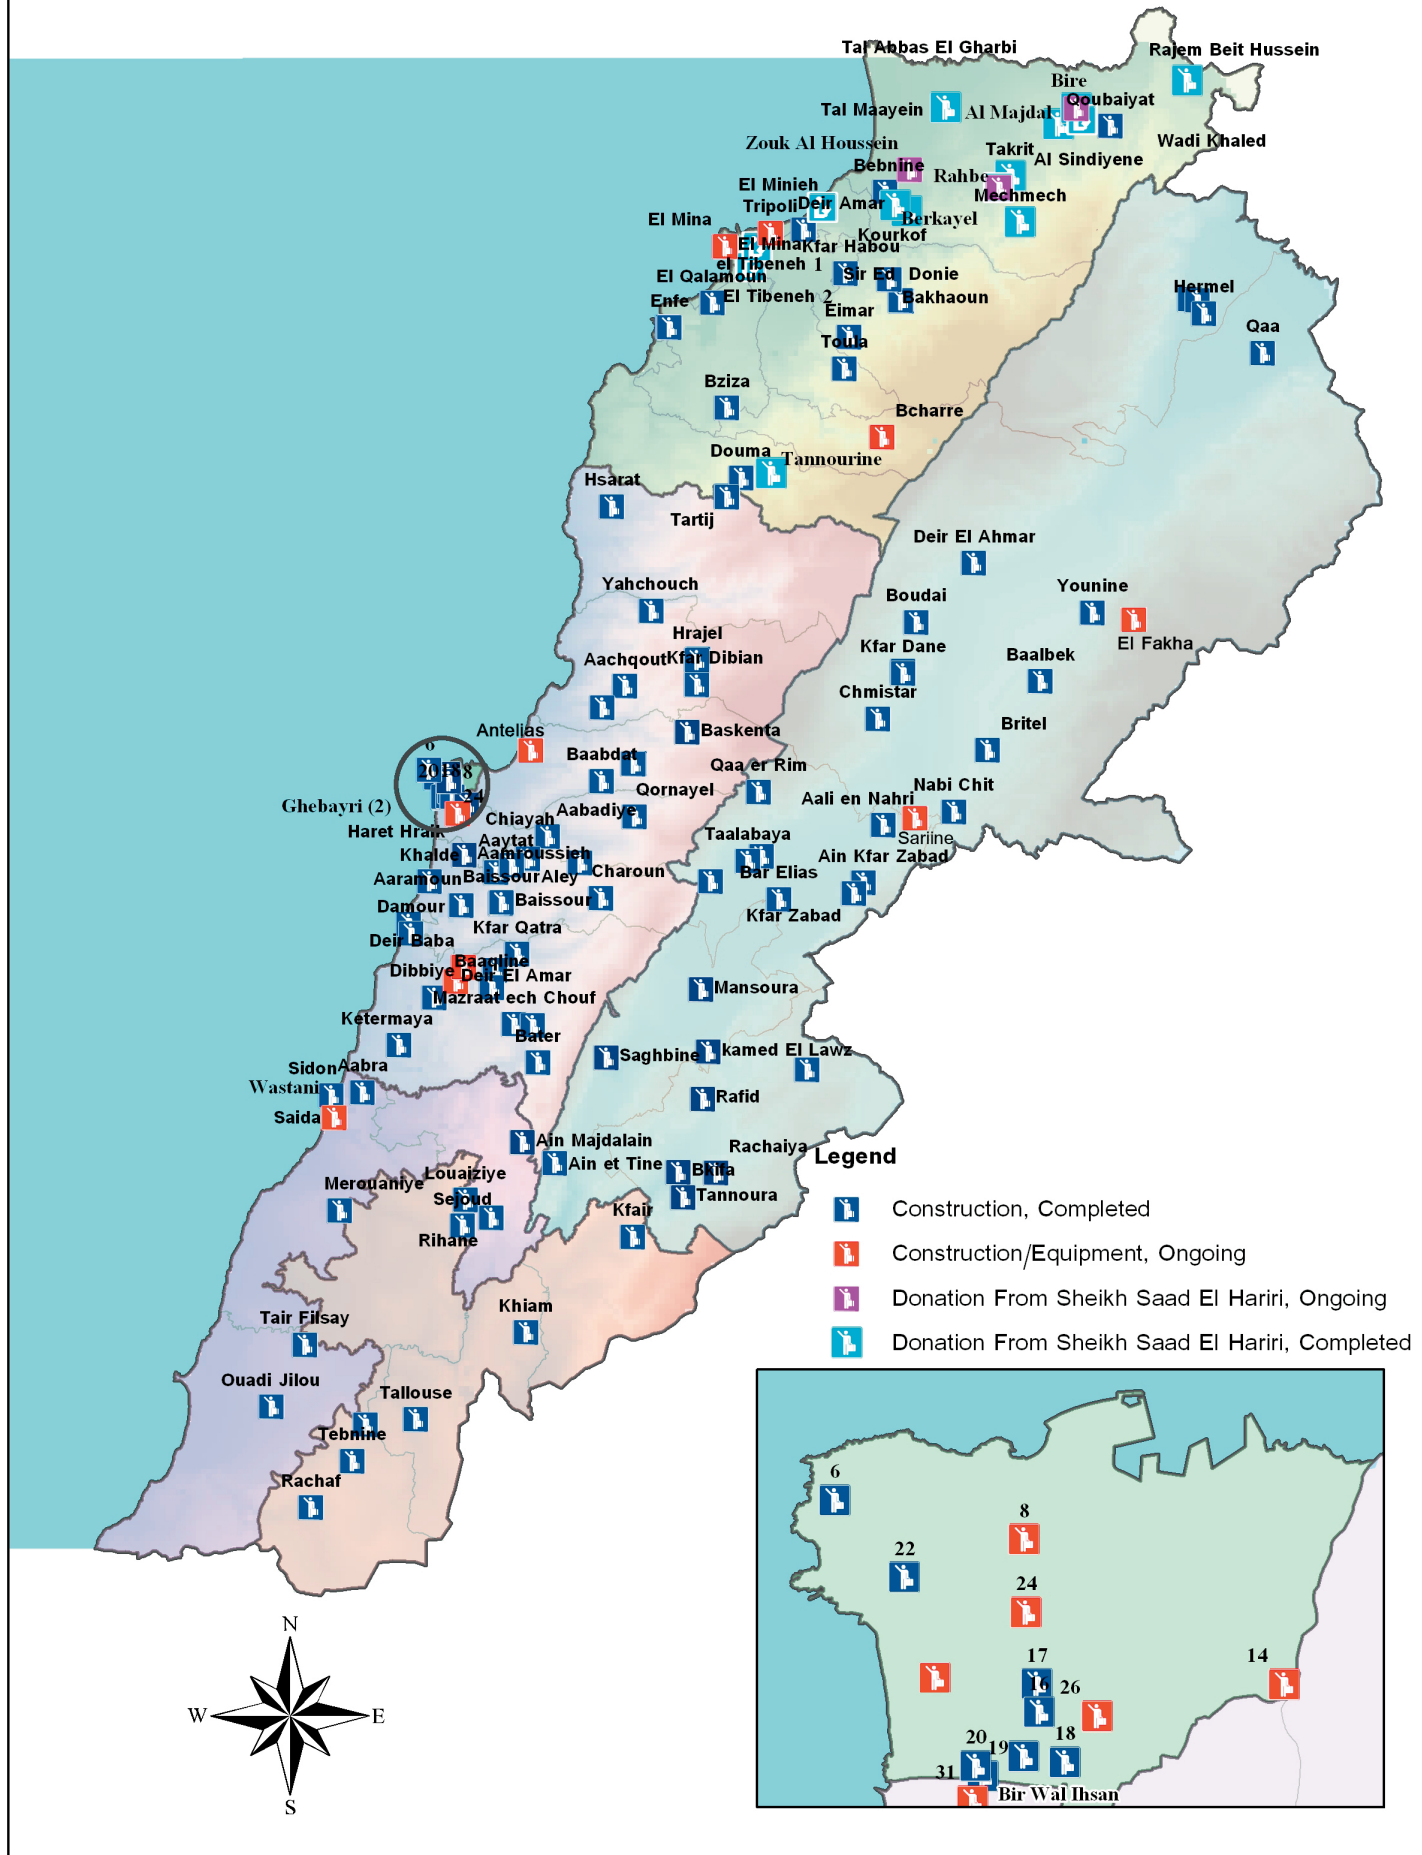 Tal Abbas El Gharbi
Rajem Beit Hussein
Bire
Tal Maayein
Al Majdal
Qoubaiyat
Zouk Al Houssein
Wadi Khaled
Takrit
Al Sindiyene
Bebnine
Rahbe
El Minieh
Mechmech
Tripoli
Deir Amar
El Mina
Berkayel
Kourkof
El Mina
Kfar Habou
el Tibeneh 1
El Qalamoun
Sir Ed Donie
Enfe
El Tibeneh 2
Bakhaoun
Hermel
Eimar
Qaa
Toula
Bziza
Bcharre
Douma
Tannourine
Hsarat
Tartij
Deir El Ahmar
Yahchouch
Younine
Boudai
Hrajel
El Fakha
Kfar Dane
Aachqout
Kfar Dibian
Baalbek
Chmistar
Antelias
Baskenta
Britel
6
Baabdat
Qaa er Rim
20
18
8
Nabi Chit
Qornayel
24
Aali en Nahri
Ghebayri (2)
Aabadiye
Chiayah
Haret Hraik
Sariine
Taalabaya
Aaytat
Khalde
Aamroussieh
Ain Kfar Zabad
Charoun
Bar Elias
Aaramoun
Baissour
Aley
Baissour
Damour
Kfar Zabad
Kfar Qatra
Deir Baba
Baaqline
Dibbiye
Deir El Amar
Mansoura
Mazraat ech Chouf
Ketermaya
Bater
Saghbine
kamed El Lawz
Sidon
Aabra
Wastani
Rafid
Saida
Ain Majdalain
Rachaiya
Ain et Tine
Bkifa
Louaiziye
Merouaniye
Sejoud
Tannoura
Kfair
Rihane
Khiam
Tair Filsay
Ouadi Jilou
Tallouse
Tebnine
Rachaf
Legend
Construction, Completed
Construction/Equipment, Ongoing
Donation From Sheikh Saad El Hariri, Ongoing
Donation From Sheikh Saad El Hariri, Completed
6
8
22
24
17
14
16
26
20
19
18
31
Bir Wal Ihsan
N
W
E
S